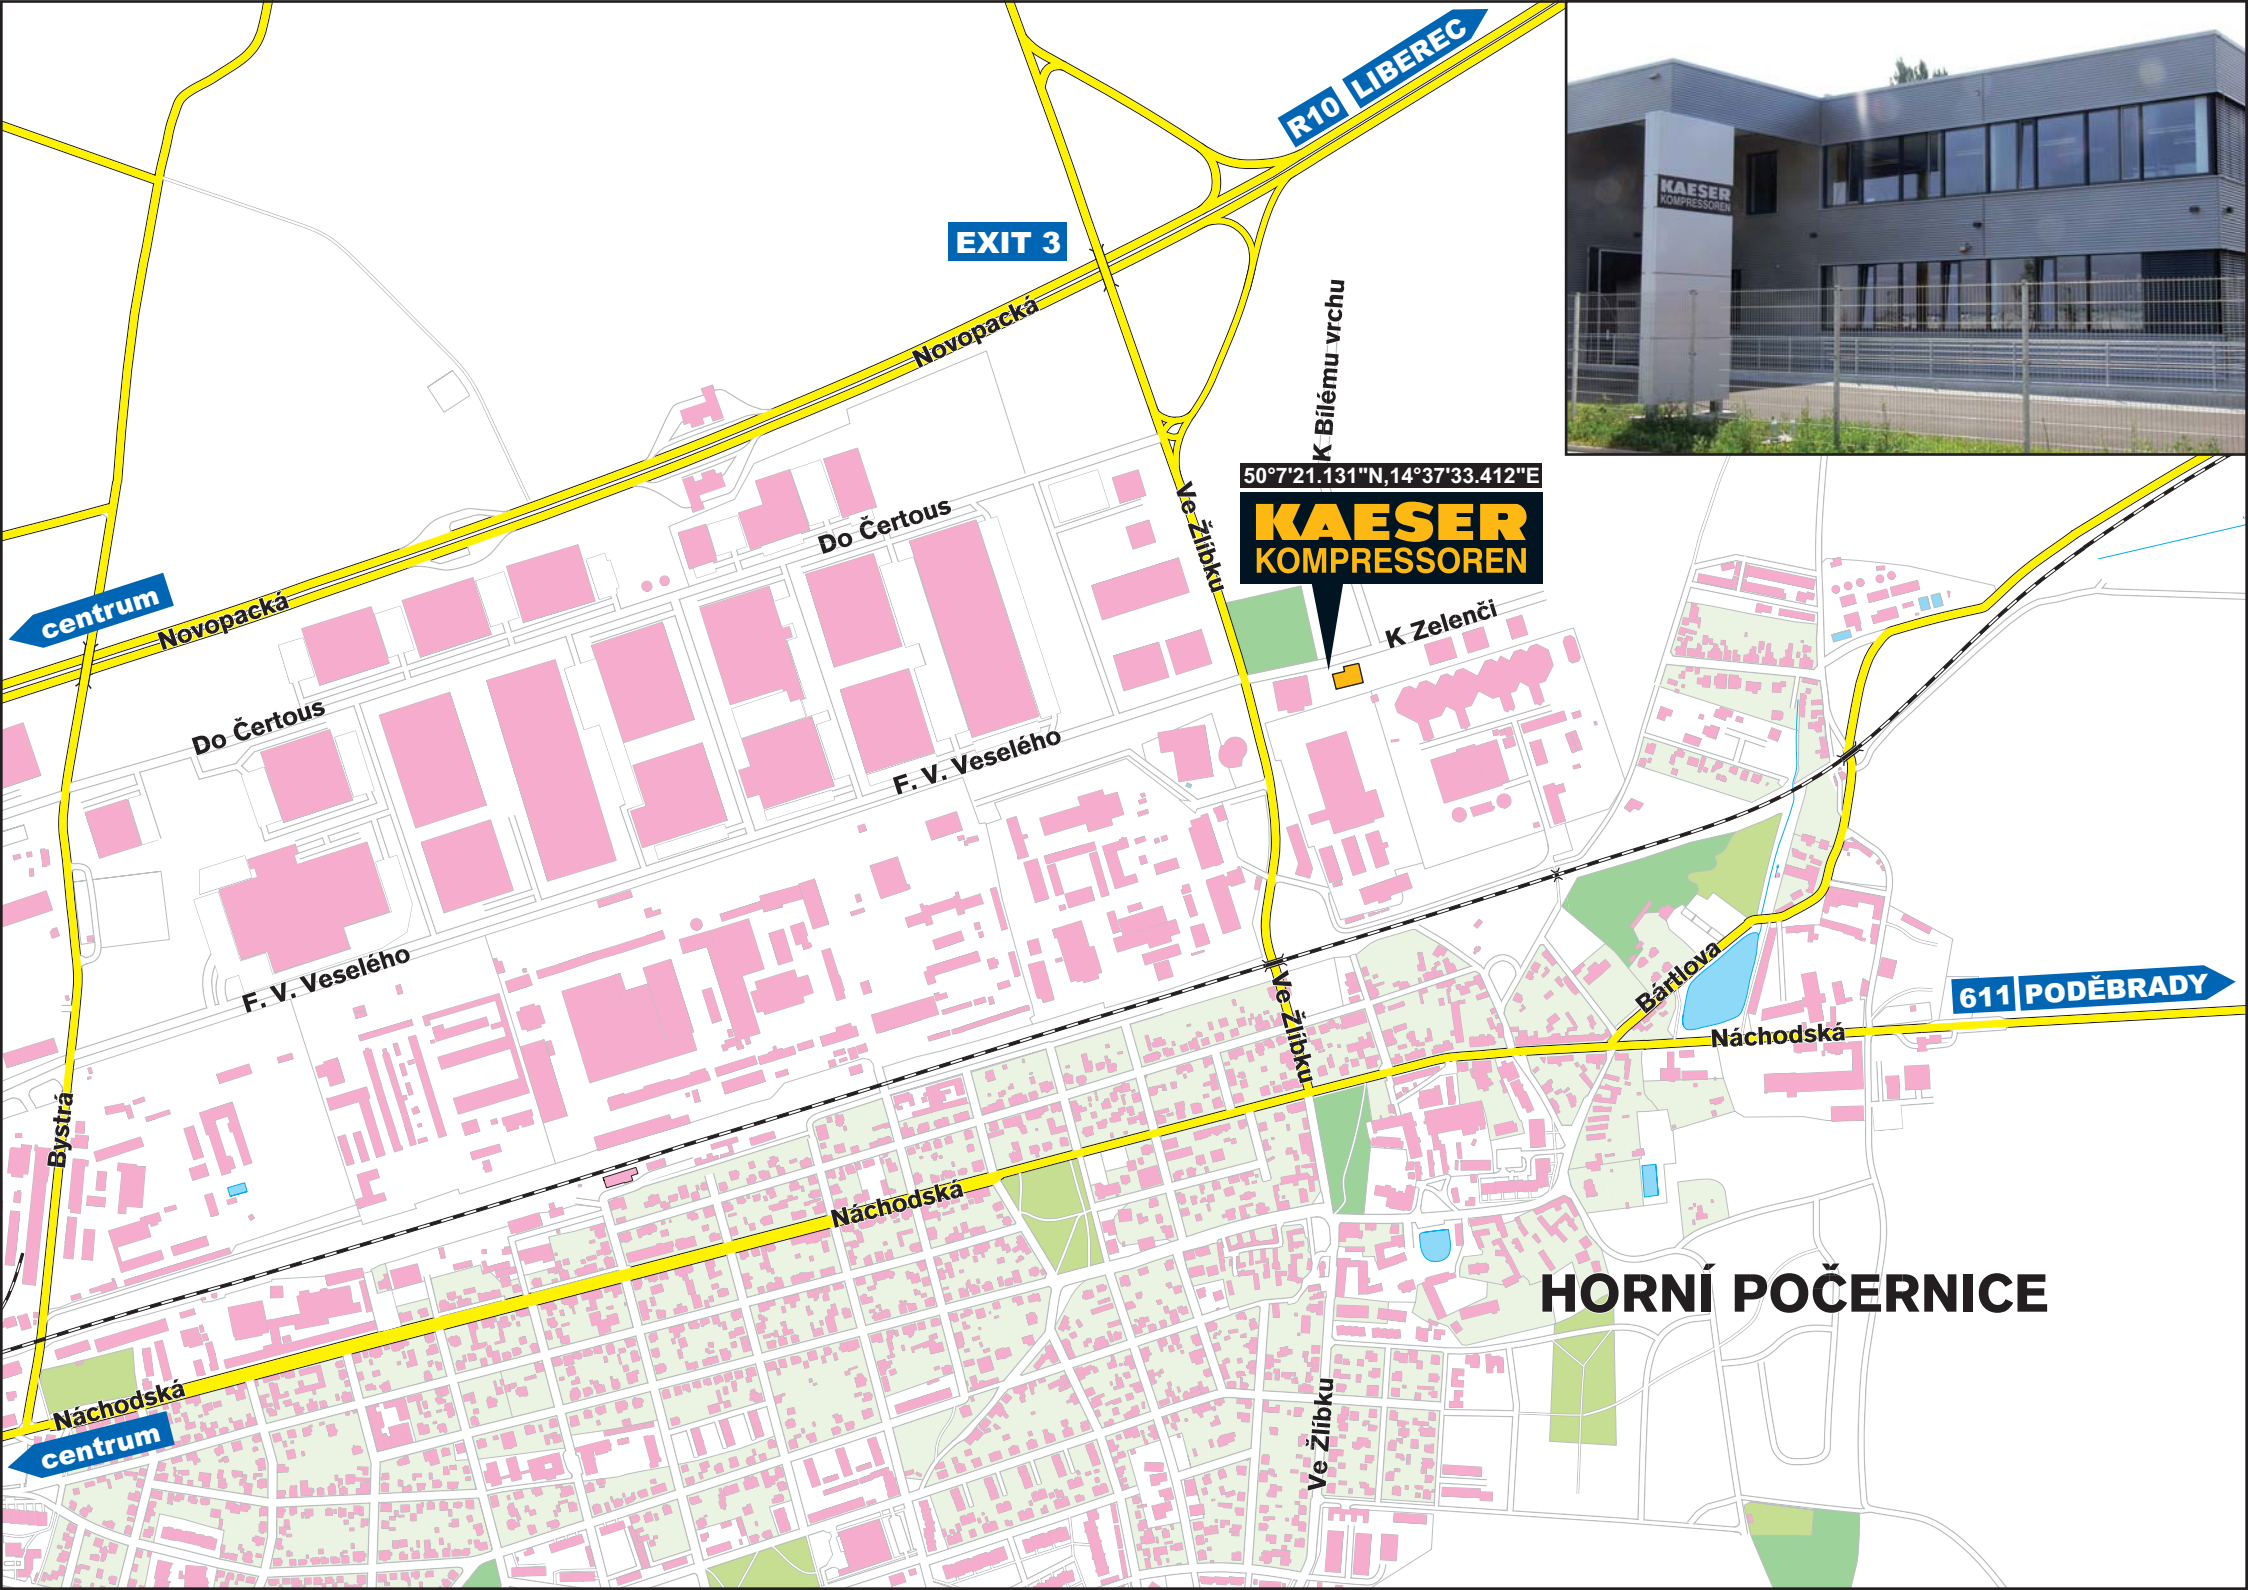 R10 LIBEREC
KAESER
KOMPRESSOREN
EXIT 3
Novopacká
K Bílému vrchu
50°7'21.131"N,14°37'33.412"E
KAESER
KOMPRESSOREN
Ve Žlíbku
Do Čertous
centrum
Novopacká
K Zelenči
Do Čertous
F. V. Veselého
F. V. Veselého
Bártlova
611 PODĚBRADY
Ve Žlíbku
Náchodská
Bystrá
Náchodská
HORNÍ POČERNICE
Náchodská
centrum
Ve Žlíbku